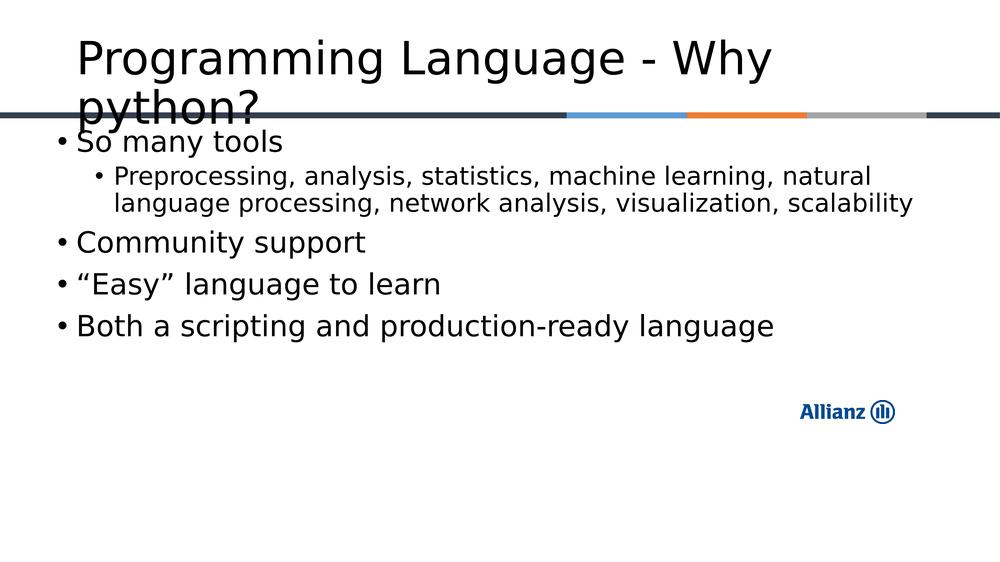 Programming Language - Why
python?
• So many tools
• Preprocessing, analysis, statistics, machine learning, natural
language processing, network analysis, visualization, scalability
• Community support
• “Easy” language to learn
• Both a scripting and production-ready language
Allianz